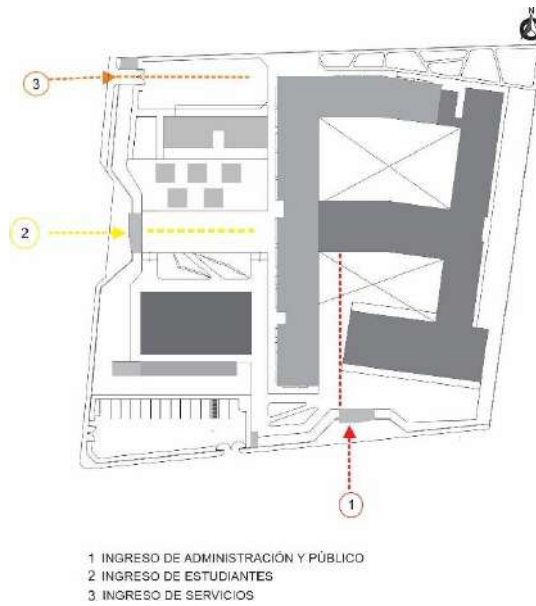 N
3
2
1
1 INGRESO DE ADMINISTRACIÓN Y PÚBLICO
2 INGRESO DE ESTUDIANTES
3 INGRESO DE SERVICIOS